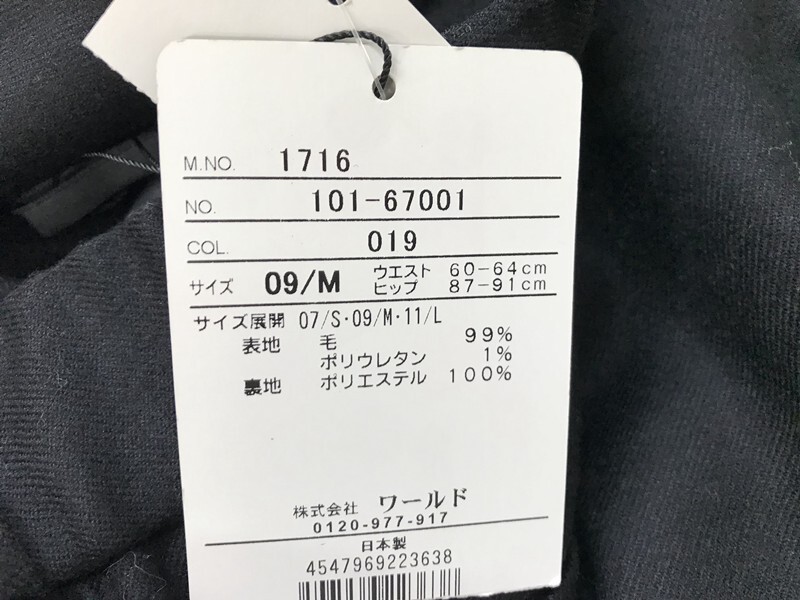 M.NO. 1716
NO. 101-67001
COL. 019
サイズ 09/M ウエスト 60-64cm
ヒップ 87-91cm
サイズ展開 07/S・09/M・11/L
表地 毛 99%
ポリウレタン 1%
裏地 ポリエステル 100%
株式会社 ワールド
0120-977-917
日本製
4547969223638